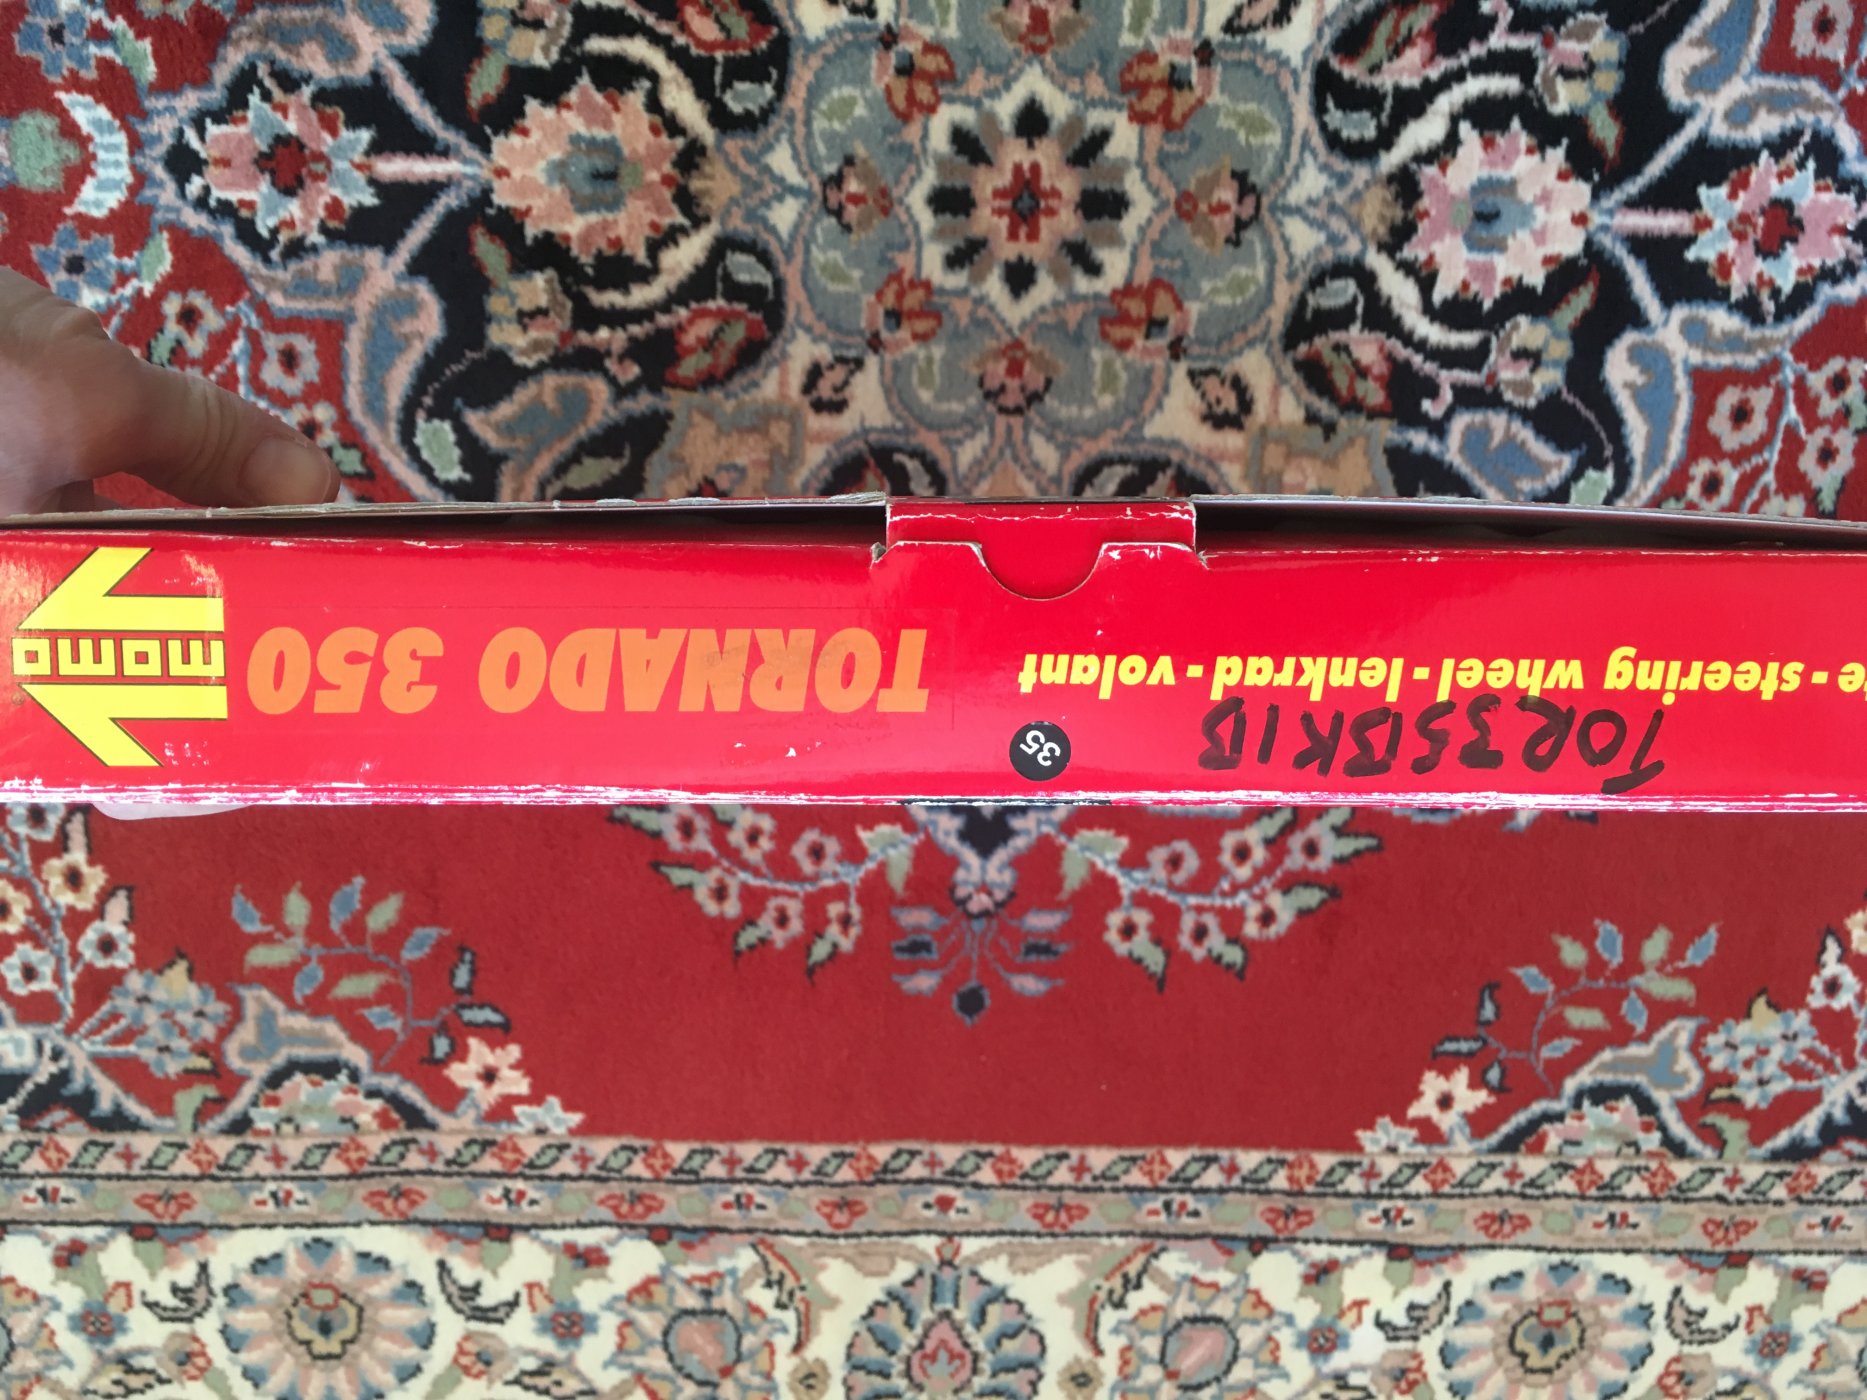 TOR35BK1B
35
e - steering wheel - lenkrad - volant
TORNADO 350
momo